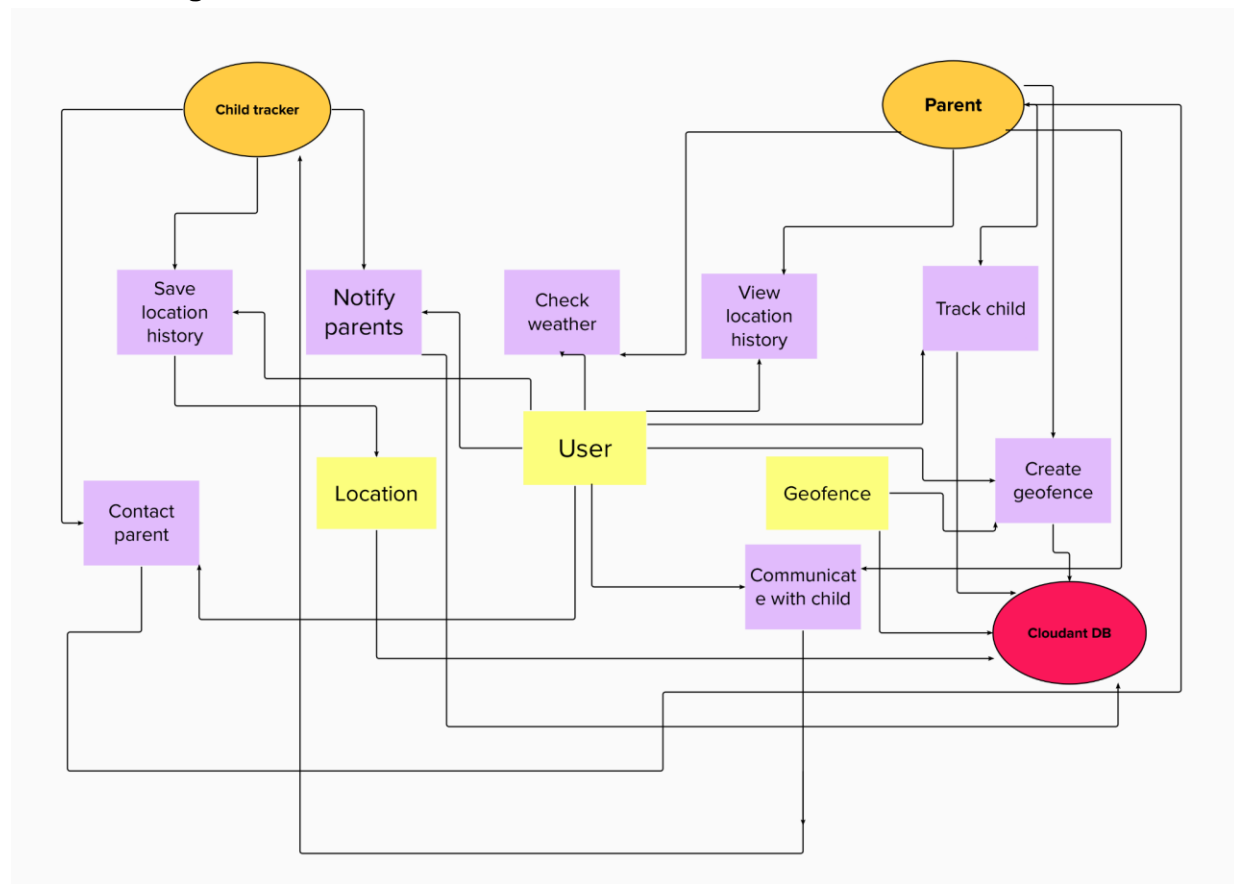 Child tracker
Parent
Save
location
history
Notify
parents
Check
weather
View
location
history
Track child
User
Location
Geofence
Create
geofence
Contact
parent
Communicat
e with child
Cloudant DB